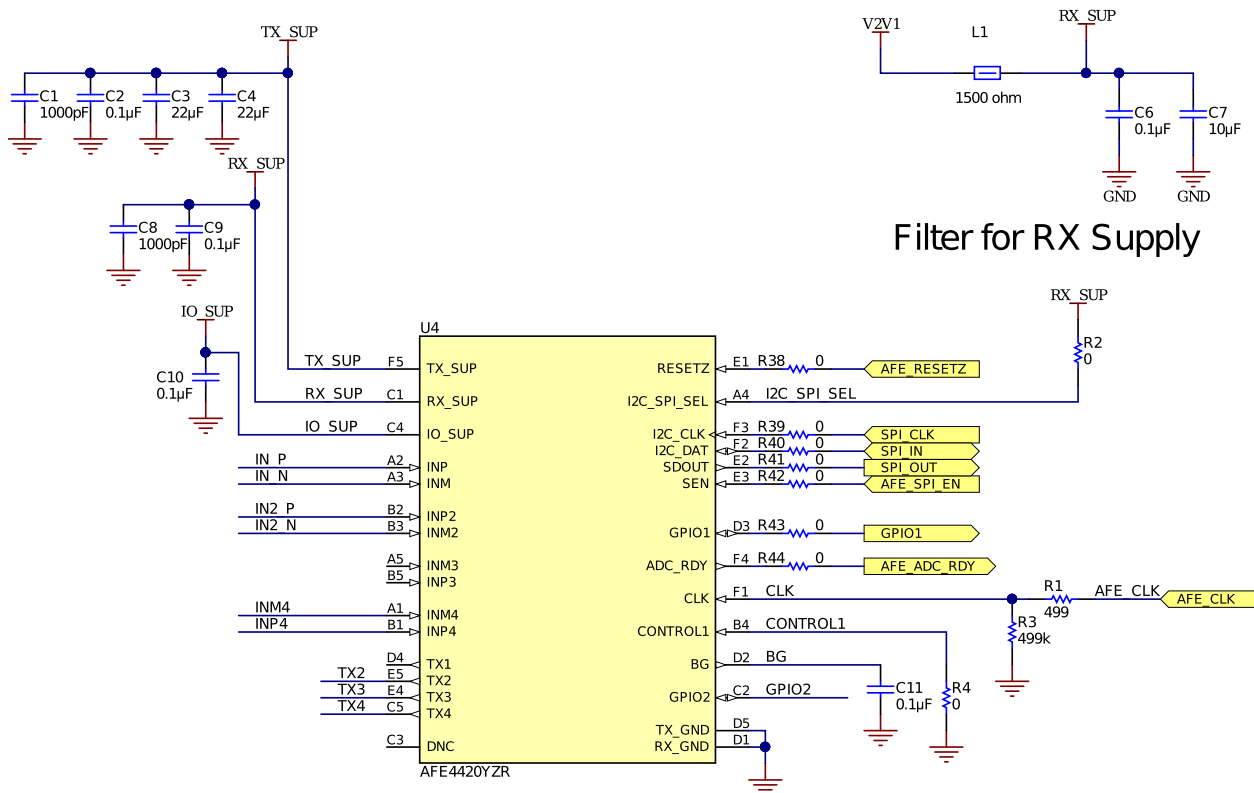 TX_SUP
C1
1000pF
C2
0.1µF
C3
22µF
C4
22µF
V2V1
L1
1500 ohm
RX_SUP
C6
0.1µF
C7
10µF
GND
GND
Filter for RX Supply
RX_SUP
C8
1000pF
C9
0.1µF
IO_SUP
C10
0.1µF
RX_SUP
R2
0
U4
TX_SUP F5 TX_SUP
RX_SUP C1 RX_SUP
IO_SUP C4 IO_SUP
IN_P A2 INP
IN_N A3 INM
IN2_P B2 INP2
IN2_N B3 INM2
A5 INM3
B5 INP3
INM4 A1 INM4
INP4 B1 INP4
D4 TX1
TX2 E5 TX2
TX3 E4 TX3
TX4 C5 TX4
C3 DNC
RESETZ E1 R38 0 AFE_RESETZ
I2C_SPI_SEL A4 I2C_SPI_SEL
I2C_CLK F3 R39 0 SPI_CLK
I2C_DAT F2 R40 0 SPI_IN
SDOUT E2 R41 0 SPI_OUT
SEN E3 R42 0 AFE_SPI_EN
GPIO1 D3 R43 0 GPIO1
ADC_RDY F4 R44 0 AFE_ADC_RDY
CLK F1 CLK
R1
499
AFE_CLK AFE_CLK
R3
499k
CONTROL1 B4 CONTROL1
BG D2 BG
C11
0.1µF
R4
0
GPIO2 C2 GPIO2
TX_GND D5
RX_GND D1
AFE4420YZR